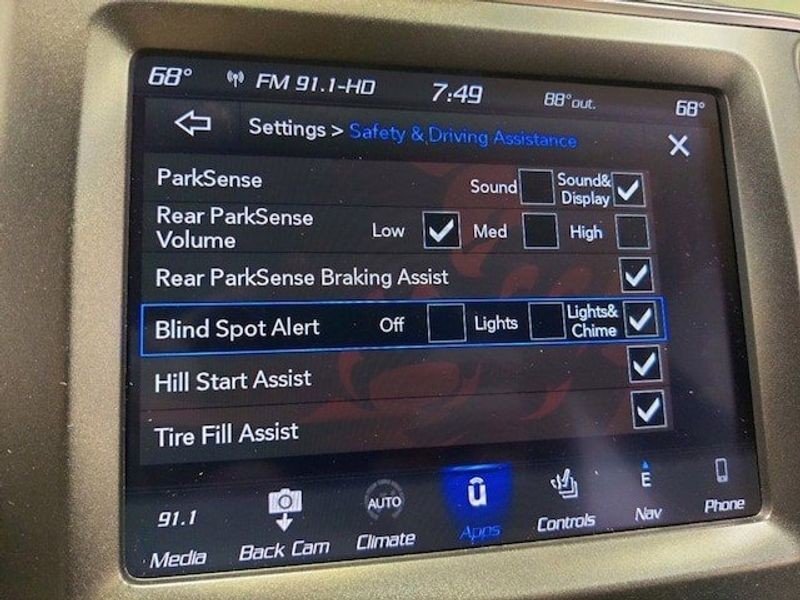 68° FM 91.1-HD 7:49 88°out. 68°
Settings > Safety & Driving Assistance
ParkSense Sound Sound& Display
Rear ParkSense Volume Low Med High
Rear ParkSense Braking Assist
Blind Spot Alert Off Lights Lights& Chime
Hill Start Assist
Tire Fill Assist
91.1 AUTO E
Media Back Cam Climate Apps Controls Nav Phone